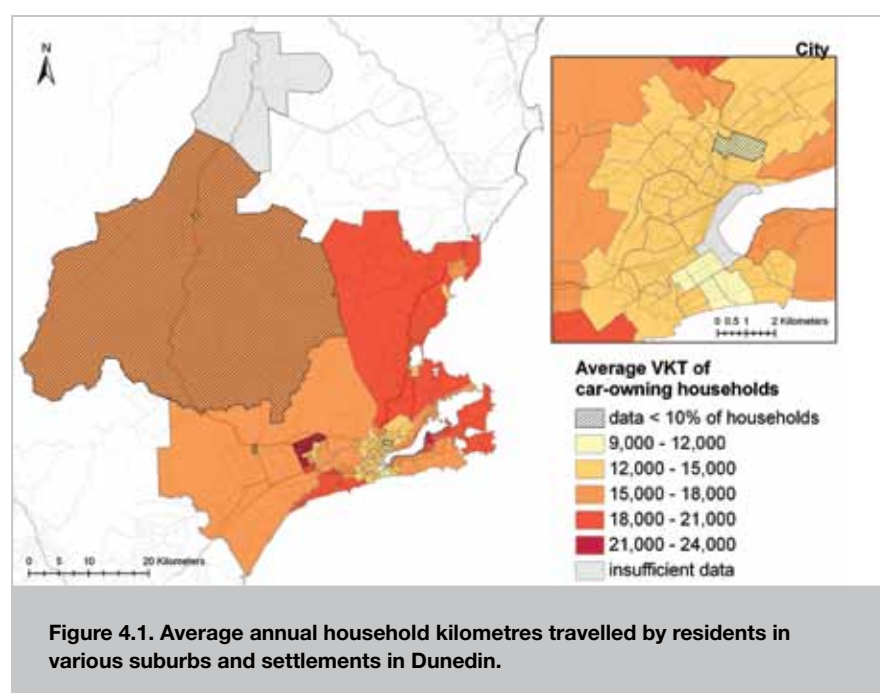 N
City
0 0.5 1 2 Kilometers
Average VKT of
car-owning households
data < 10% of households
9,000 - 12,000
12,000 - 15,000
15,000 - 18,000
18,000 - 21,000
21,000 - 24,000
insufficient data
0 5 10 20 Kilometers
Figure 4.1. Average annual household kilometres travelled by residents in
various suburbs and settlements in Dunedin.